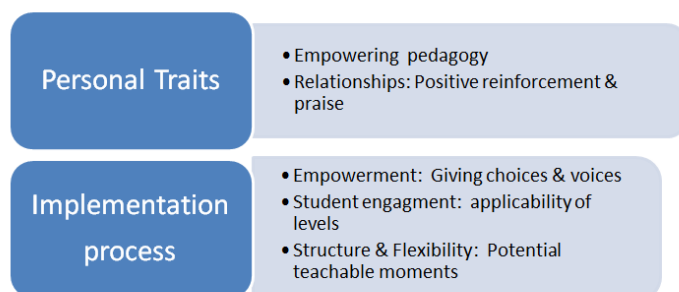 Personal Traits
• Empowering pedagogy
• Relationships: Positive reinforcement &
praise
Implementation
process
• Empowerment: Giving choices & voices
• Student engagment: applicability of
levels
• Structure & Flexibility: Potential
teachable moments